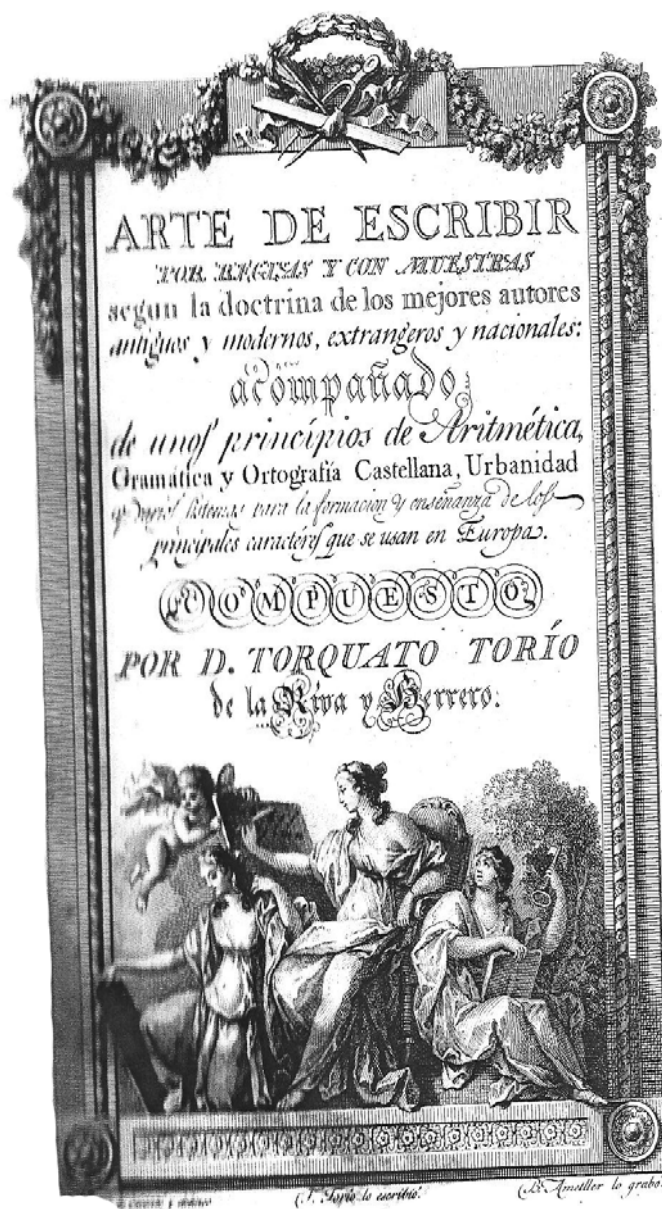 ARTE DE ESCRIBIR
POR REGLAS Y CON MUESTRAS
segun la doctrina de los mejores autores
antiguos y modernos, extrangeros y nacionales:
acompañado
de unos principios de Aritmética,
Gramática y Ortografía Castellana, Urbanidad
y varios sistemas para la formacion y enseñanza de los
principales caractéres que se usan en Europa.
COMPUESTO
POR D. TORQUATO TORÍO
de la Riva y Herrero:
T. Torío lo escribió.
B. Ametller lo grabó.